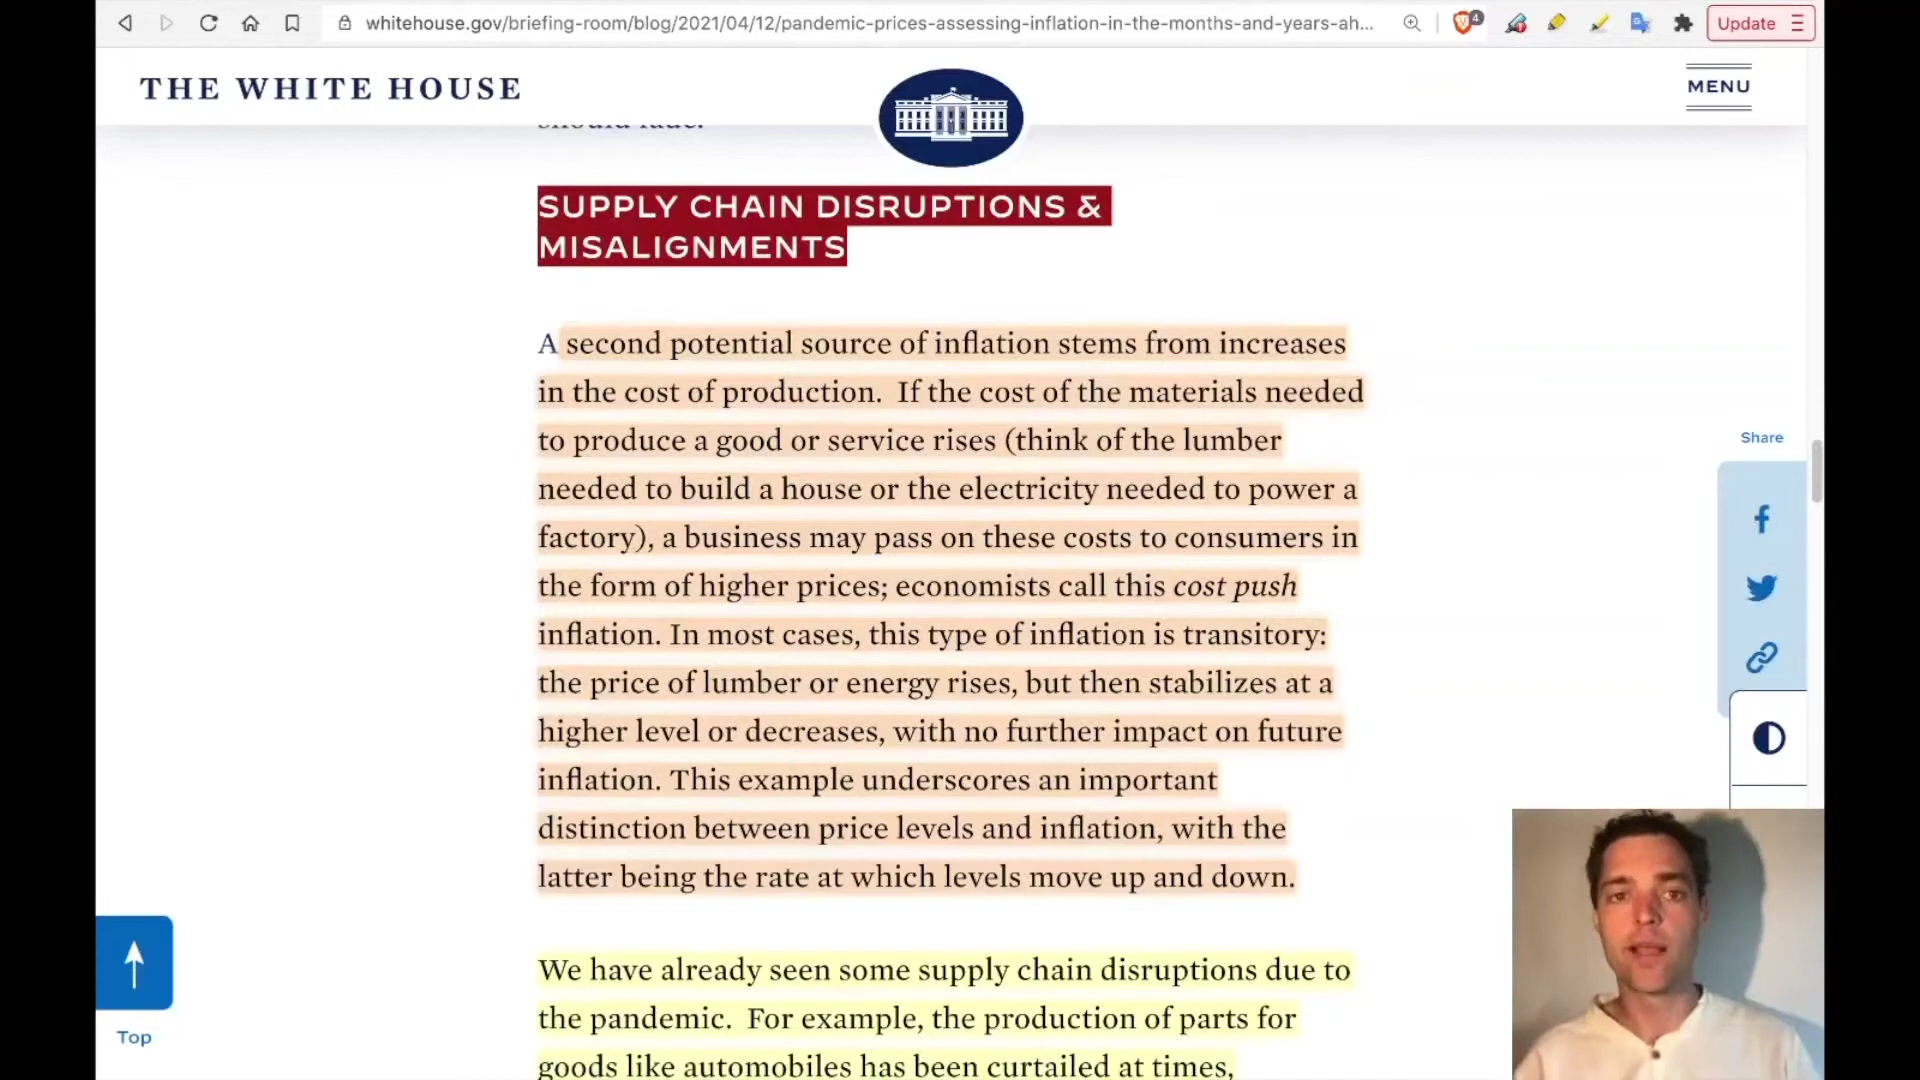 whitehouse.gov/briefing-room/blog/2021/04/12/pandemic-prices-assessing-inflation-in-the-months-and-years-ah...
4
Update
THE WHITE HOUSE
MENU
should fade.
SUPPLY CHAIN DISRUPTIONS &
MISALIGNMENTS
A second potential source of inflation stems from increases
in the cost of production.  If the cost of the materials needed
to produce a good or service rises (think of the lumber
needed to build a house or the electricity needed to power a
factory), a business may pass on these costs to consumers in
the form of higher prices; economists call this cost push
inflation. In most cases, this type of inflation is transitory:
the price of lumber or energy rises, but then stabilizes at a
higher level or decreases, with no further impact on future
inflation. This example underscores an important
distinction between price levels and inflation, with the
latter being the rate at which levels move up and down.
We have already seen some supply chain disruptions due to
the pandemic.  For example, the production of parts for
goods like automobiles has been curtailed at times,
Share
Top